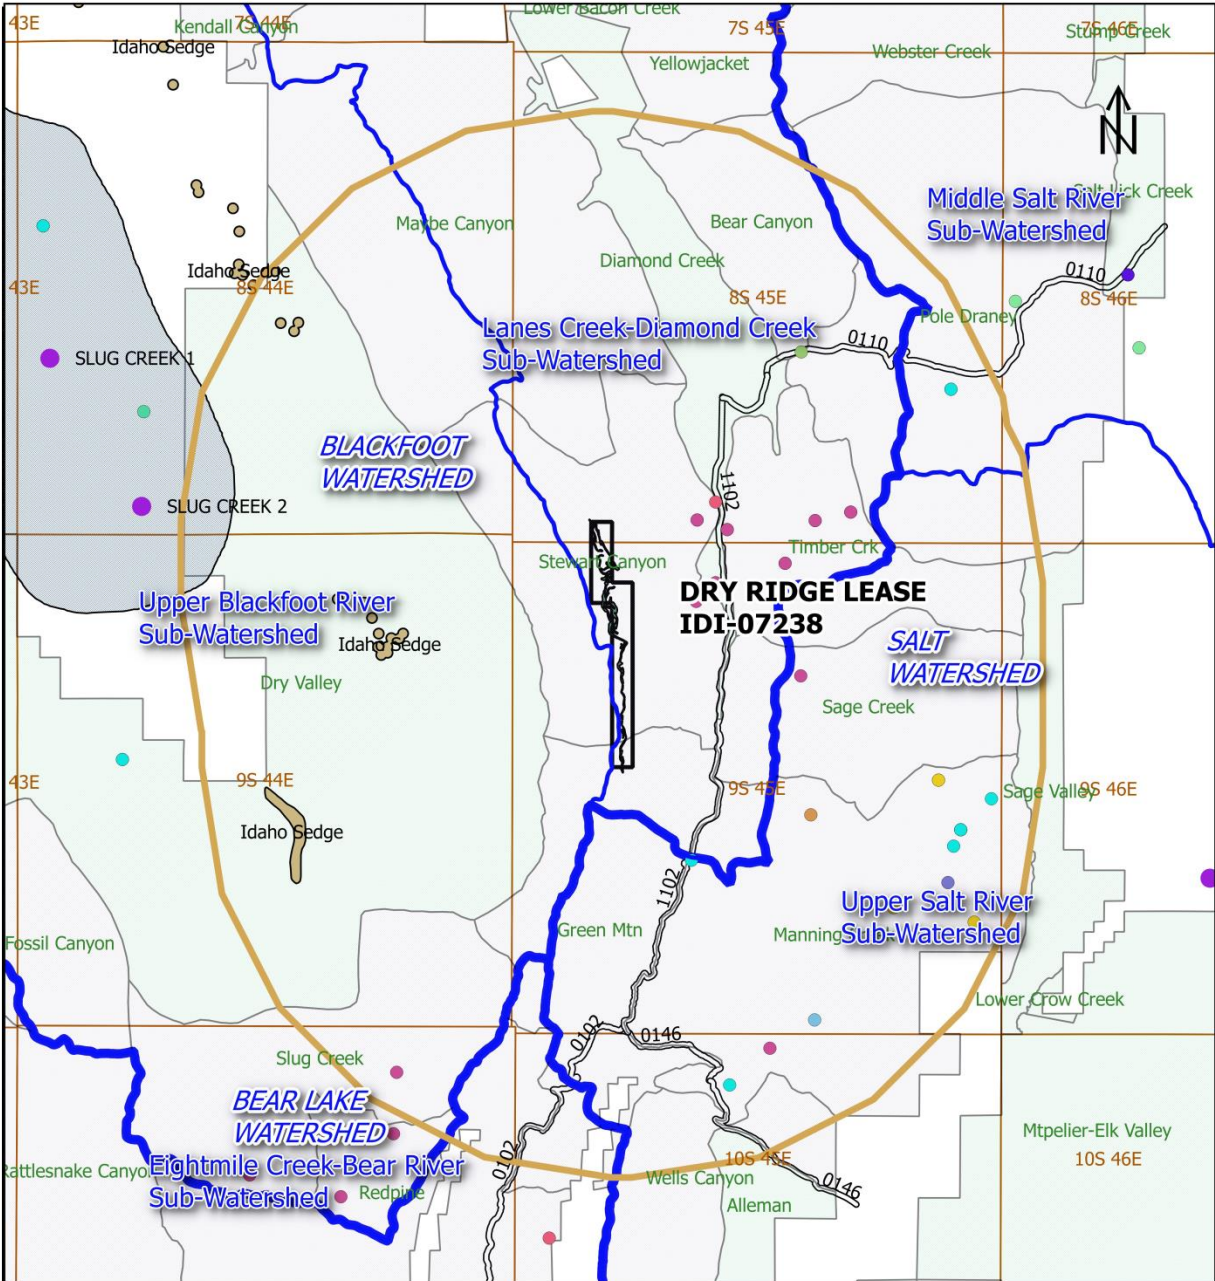 Lower Bacon Creek
43E
Kendall Canyon
7S 44E
7S 45E
7S 46E
Stump Creek
Idaho Sedge
Webster Creek
Yellowjacket
N
Salt Lick Creek
Middle Salt River
Sub-Watershed
Maybe Canyon
Bear Canyon
Diamond Creek
Idaho Sedge
0110
43E
8S 44E
8S 45E
8S 46E
Pole Draney
Lanes Creek-Diamond Creek
Sub-Watershed
0110
SLUG CREEK 1
BLACKFOOT
WATERSHED
1102
SLUG CREEK 2
Timber Crk
Stewart Canyon
DRY RIDGE LEASE
IDI-07238
Upper Blackfoot River
Sub-Watershed
Idaho Sedge
SALT
WATERSHED
Dry Valley
Sage Creek
43E
9S 44E
9S 45E
9S 46E
Sage Valley
Idaho Sedge
1102
Upper Salt River
Sub-Watershed
Green Mtn
Manning
Fossil Canyon
Lower Crow Creek
0102
0146
Slug Creek
BEAR LAKE
WATERSHED
Mtpelier-Elk Valley
0102
10S 45E
10S 46E
Rattlesnake Canyon
Eightmile Creek-Bear River
Sub-Watershed
Redpine
Wells Canyon
0146
Alleman